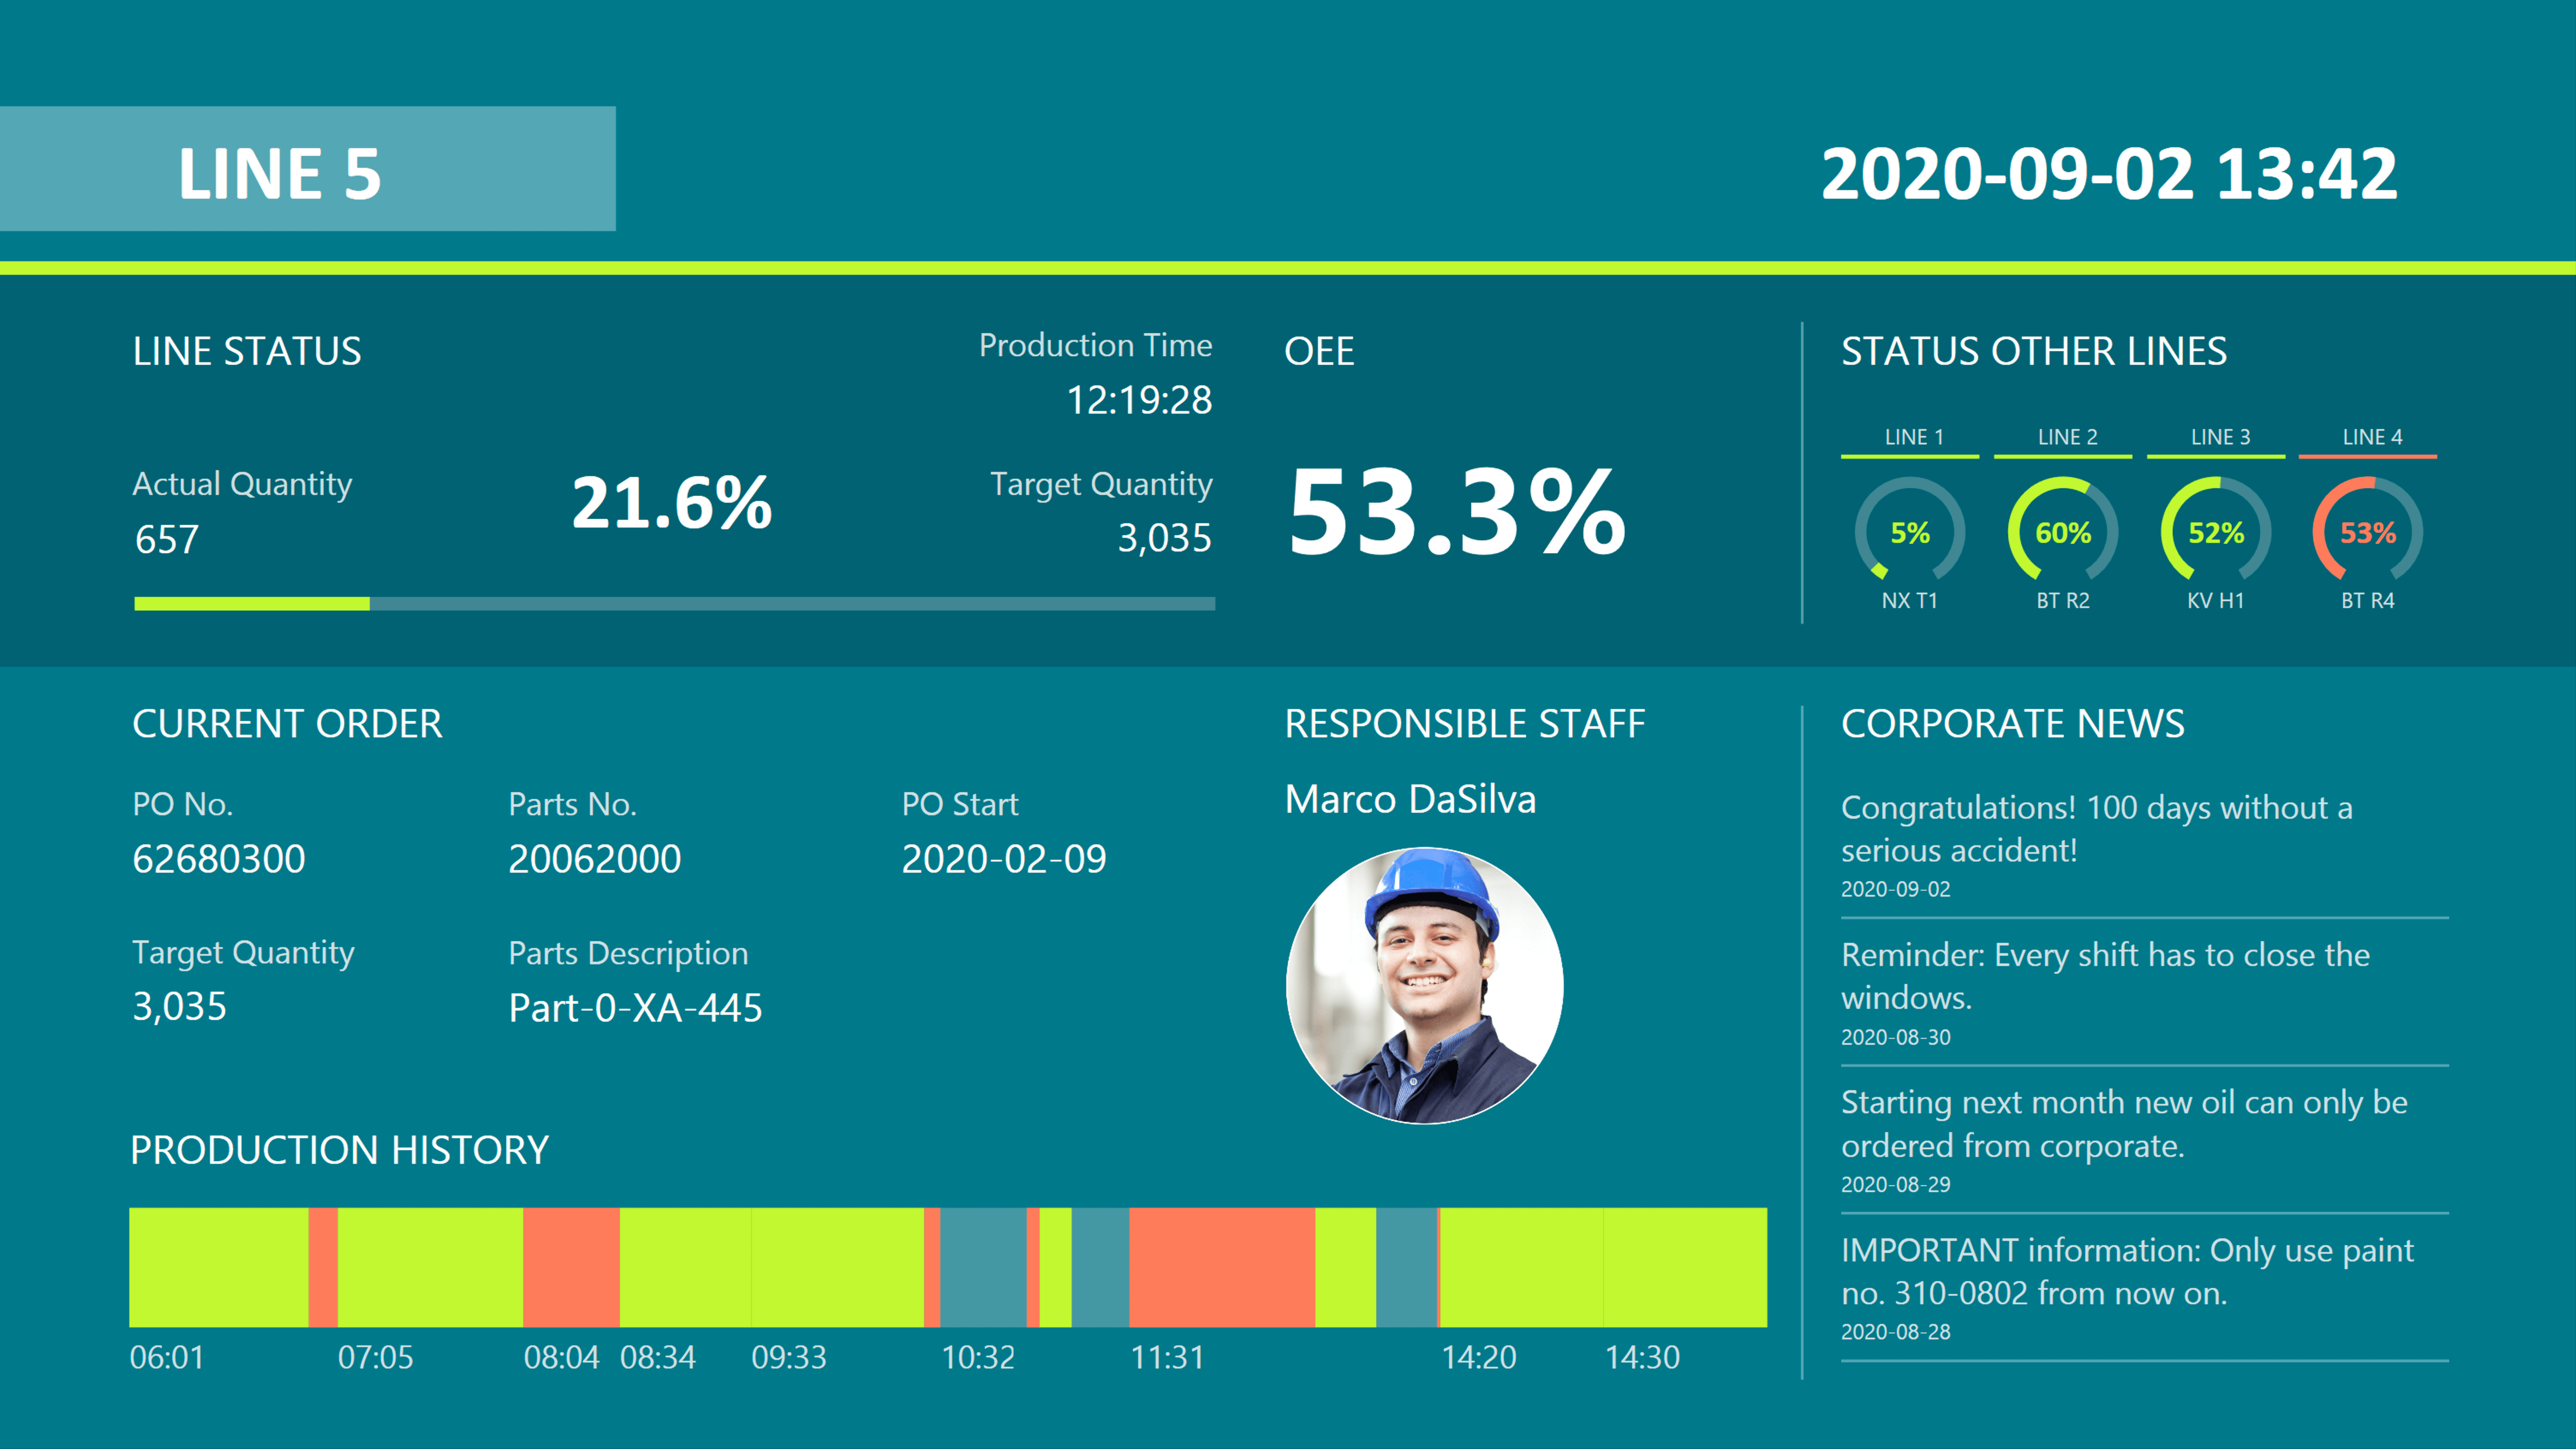 LINE 5
2020-09-02 13:42
LINE STATUS
Production Time
12:19:28
Actual Quantity
657
21.6%
Target Quantity
3,035
OEE
53.3%
STATUS OTHER LINES
LINE 1
LINE 2
LINE 3
LINE 4
5%
60%
52%
53%
NX T1
BT R2
KV H1
BT R4
CURRENT ORDER
PO No.
62680300
Parts No.
20062000
PO Start
2020-02-09
Target Quantity
3,035
Parts Description
Part-0-XA-445
RESPONSIBLE STAFF
Marco DaSilva
PRODUCTION HISTORY
06:01
07:05
08:04
08:34
09:33
10:32
11:31
14:20
14:30
CORPORATE NEWS
Congratulations! 100 days without a
serious accident!
2020-09-02
Reminder: Every shift has to close the
windows.
2020-08-30
Starting next month new oil can only be
ordered from corporate.
2020-08-29
IMPORTANT information: Only use paint
no. 310-0802 from now on.
2020-08-28